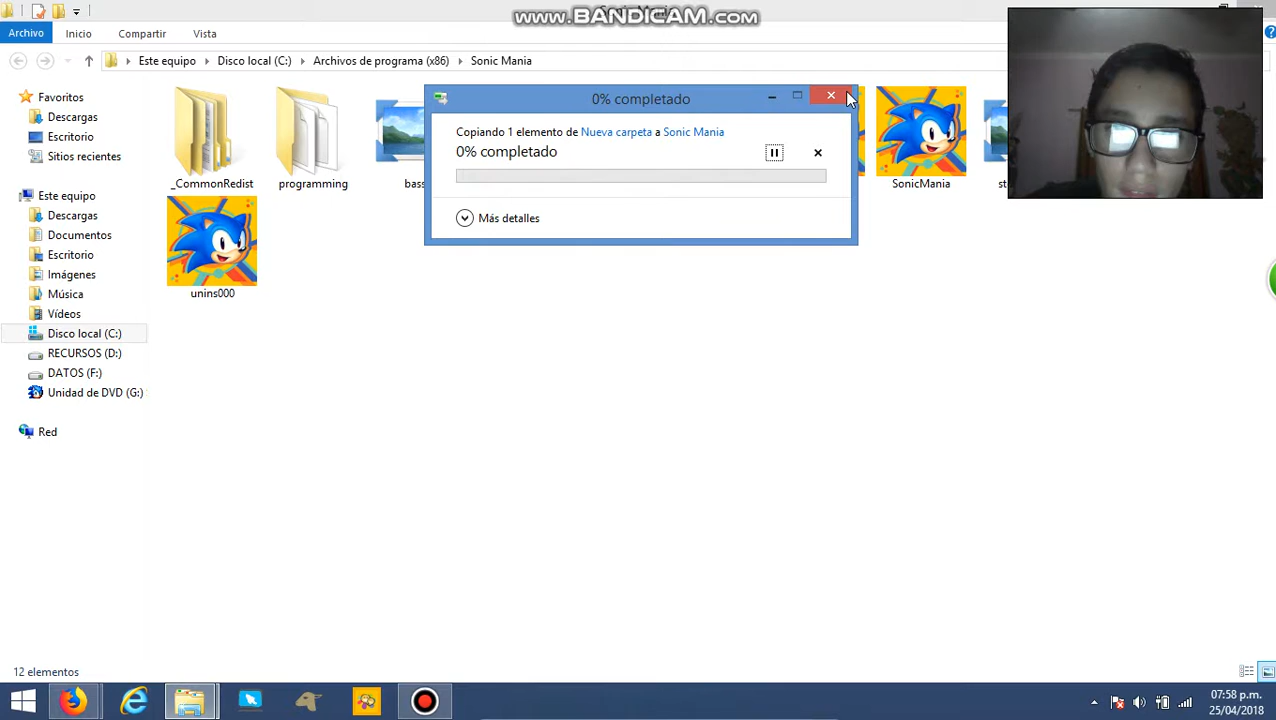 www.BANDICAM.com
Archivo Inicio Compartir Vista
Este equipo Disco local (C:) Archivos de programa (x86) Sonic Mania
Favoritos
Descargas
Escritorio
Sitios recientes
Este equipo
Descargas
Documentos
Escritorio
Imágenes
Música
Vídeos
Disco local (C:)
RECURSOS (D:)
DATOS (F:)
Unidad de DVD (G:)
Red
_CommonRedist
programming
bass
SonicMania
unins000
0% completado
Copiando 1 elemento de Nueva carpeta a Sonic Mania
0% completado
Más detalles
12 elementos
07:58 p.m.
25/04/2018